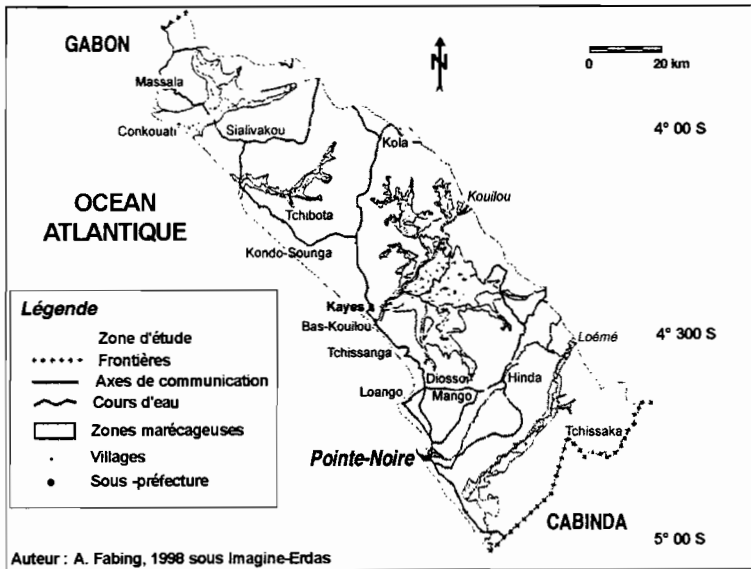 GABON
N
0 20 km
Massala
4° 00 S
Conkouati
Sialivakou
Kola
OCEAN
ATLANTIQUE
Kouilou
Tchibota
Kondo-Sounga
Kayes
Bas-Kouilou
4° 300 S
Loémé
Tchissanga
Diosso
Hinda
Loango
Mango
Tchissaka
Pointe-Noire
CABINDA
5° 00 S
Légende
Zone d'étude
Frontières
Axes de communication
Cours d'eau
Zones marécageuses
Villages
Sous -préfecture
Auteur : A. Fabing, 1998 sous Imagine-Erdas